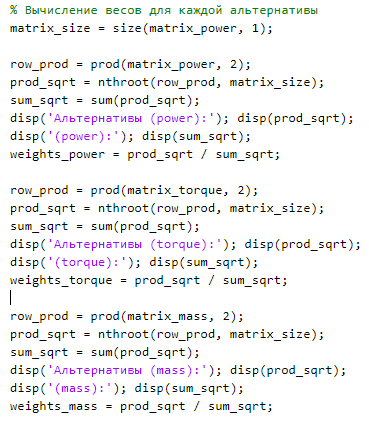 % Вычисление весов для каждой альтернативы
matrix_size = size(matrix_power, 1);
row_prod = prod(matrix_power, 2);
prod_sqrt = nthroot(row_prod, matrix_size);
sum_sqrt = sum(prod_sqrt);
disp('Альтернативы (power):'); disp(prod_sqrt);
disp('(power):'); disp(sum_sqrt);
weights_power = prod_sqrt / sum_sqrt;
row_prod = prod(matrix_torque, 2);
prod_sqrt = nthroot(row_prod, matrix_size);
sum_sqrt = sum(prod_sqrt);
disp('Альтернативы (torque):'); disp(prod_sqrt);
disp('(torque):'); disp(sum_sqrt);
weights_torque = prod_sqrt / sum_sqrt;
row_prod = prod(matrix_mass, 2);
prod_sqrt = nthroot(row_prod, matrix_size);
sum_sqrt = sum(prod_sqrt);
disp('Альтернативы (mass):'); disp(prod_sqrt);
disp('(mass):'); disp(sum_sqrt);
weights_mass = prod_sqrt / sum_sqrt;